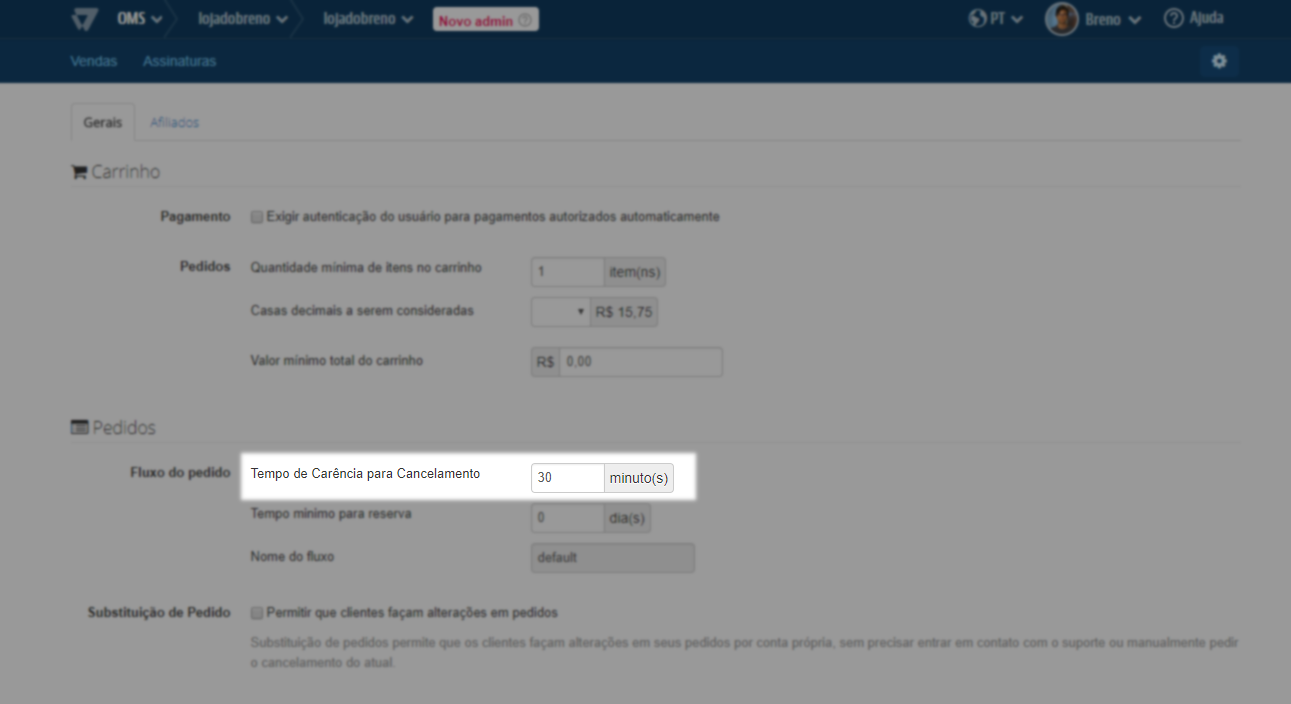 OMS lojadobreno lojadobreno Novo admin PT Breno Ajuda
Vendas Assinaturas
Gerais Afiliados
Carrinho
Pagamento Exigir autenticação do usuário para pagamentos autorizados automaticamente
Pedidos Quantidade mínima de itens no carrinho 1 item(ns)
Casas decimais a serem consideradas R$ 15,75
Valor mínimo total do carrinho R$ 0,00
Pedidos
Fluxo do pedido Tempo de Carência para Cancelamento 30 minuto(s)
Tempo mínimo para reserva 0 dia(s)
Nome do fluxo default
Substituição de Pedido Permitir que clientes façam alterações em pedidos
Substituição de pedidos permite que os clientes façam alterações em seus pedidos por conta própria, sem precisar entrar em contato com o suporte ou manualmente pedir
o cancelamento do atual.